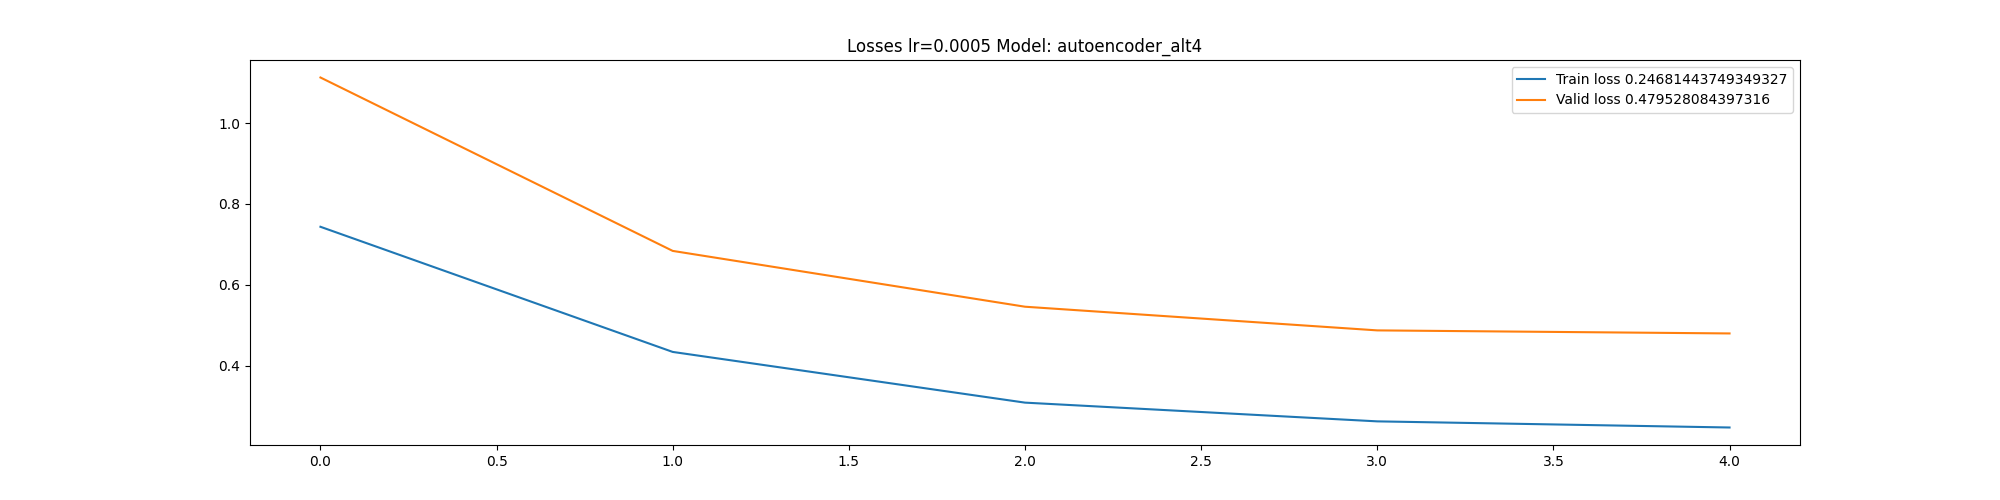 Losses lr=0.0005 Model: autoencoder_alt4
Train loss 0.24681443749349327
Valid loss 0.479528084397316
1.0
0.8
0.6
0.4
0.0 0.5 1.0 1.5 2.0 2.5 3.0 3.5 4.0